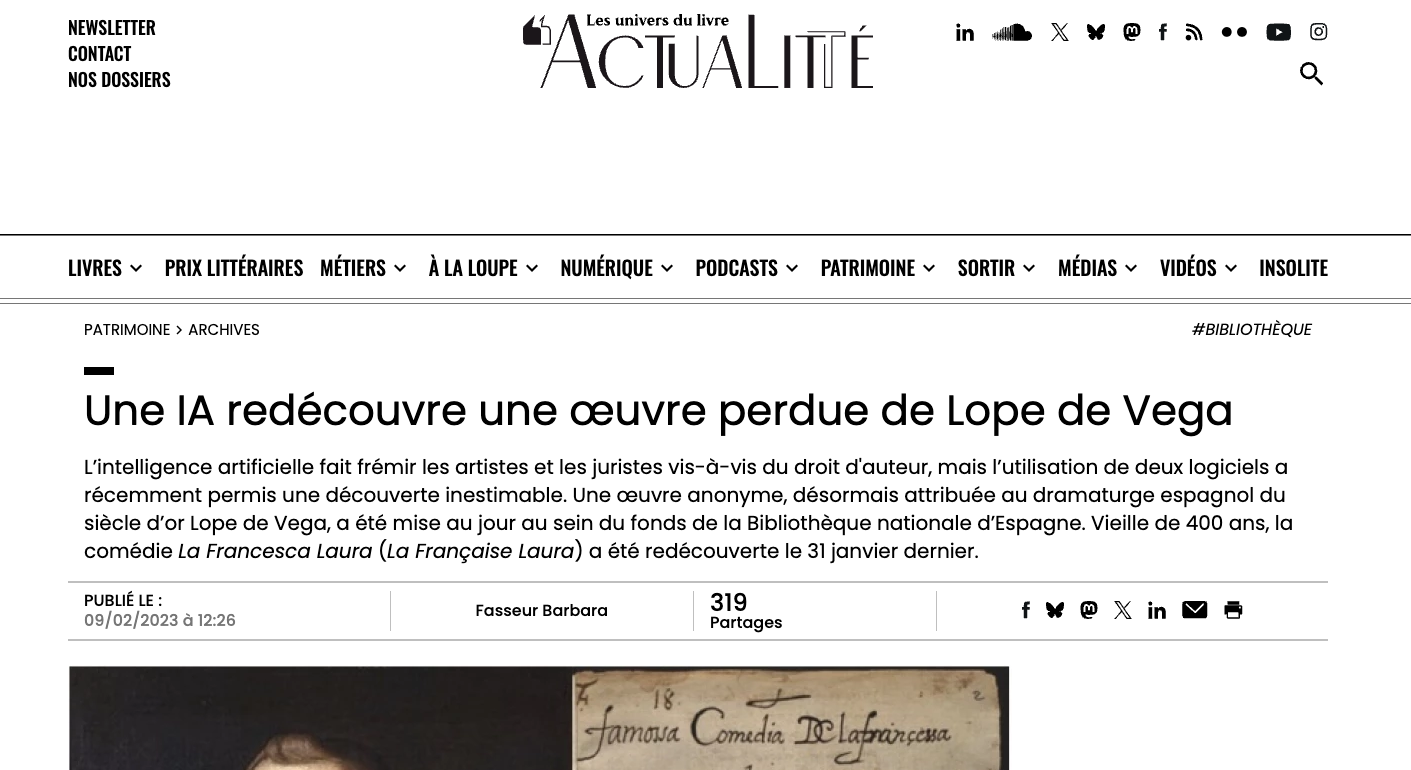 NEWSLETTER
CONTACT
NOS DOSSIERS
Les univers du livre
ACTUALITTÉ
LIVRES PRIX LITTÉRAIRES MÉTIERS À LA LOUPE NUMÉRIQUE PODCASTS PATRIMOINE SORTIR MÉDIAS VIDÉOS INSOLITE
PATRIMOINE > ARCHIVES #BIBLIOTHÈQUE
Une IA redécouvre une œuvre perdue de Lope de Vega
L’intelligence artificielle fait frémir les artistes et les juristes vis-à-vis du droit d'auteur, mais l’utilisation de deux logiciels a
récemment permis une découverte inestimable. Une œuvre anonyme, désormais attribuée au dramaturge espagnol du
siècle d’or Lope de Vega, a été mise au jour au sein du fonds de la Bibliothèque nationale d’Espagne. Vieille de 400 ans, la
comédie La Francesca Laura (La Française Laura) a été redécouverte le 31 janvier dernier.
PUBLIÉ LE :
09/02/2023 à 12:26
Fasseur Barbara
319
Partages
18. 2
famosa Comedia De la françessa